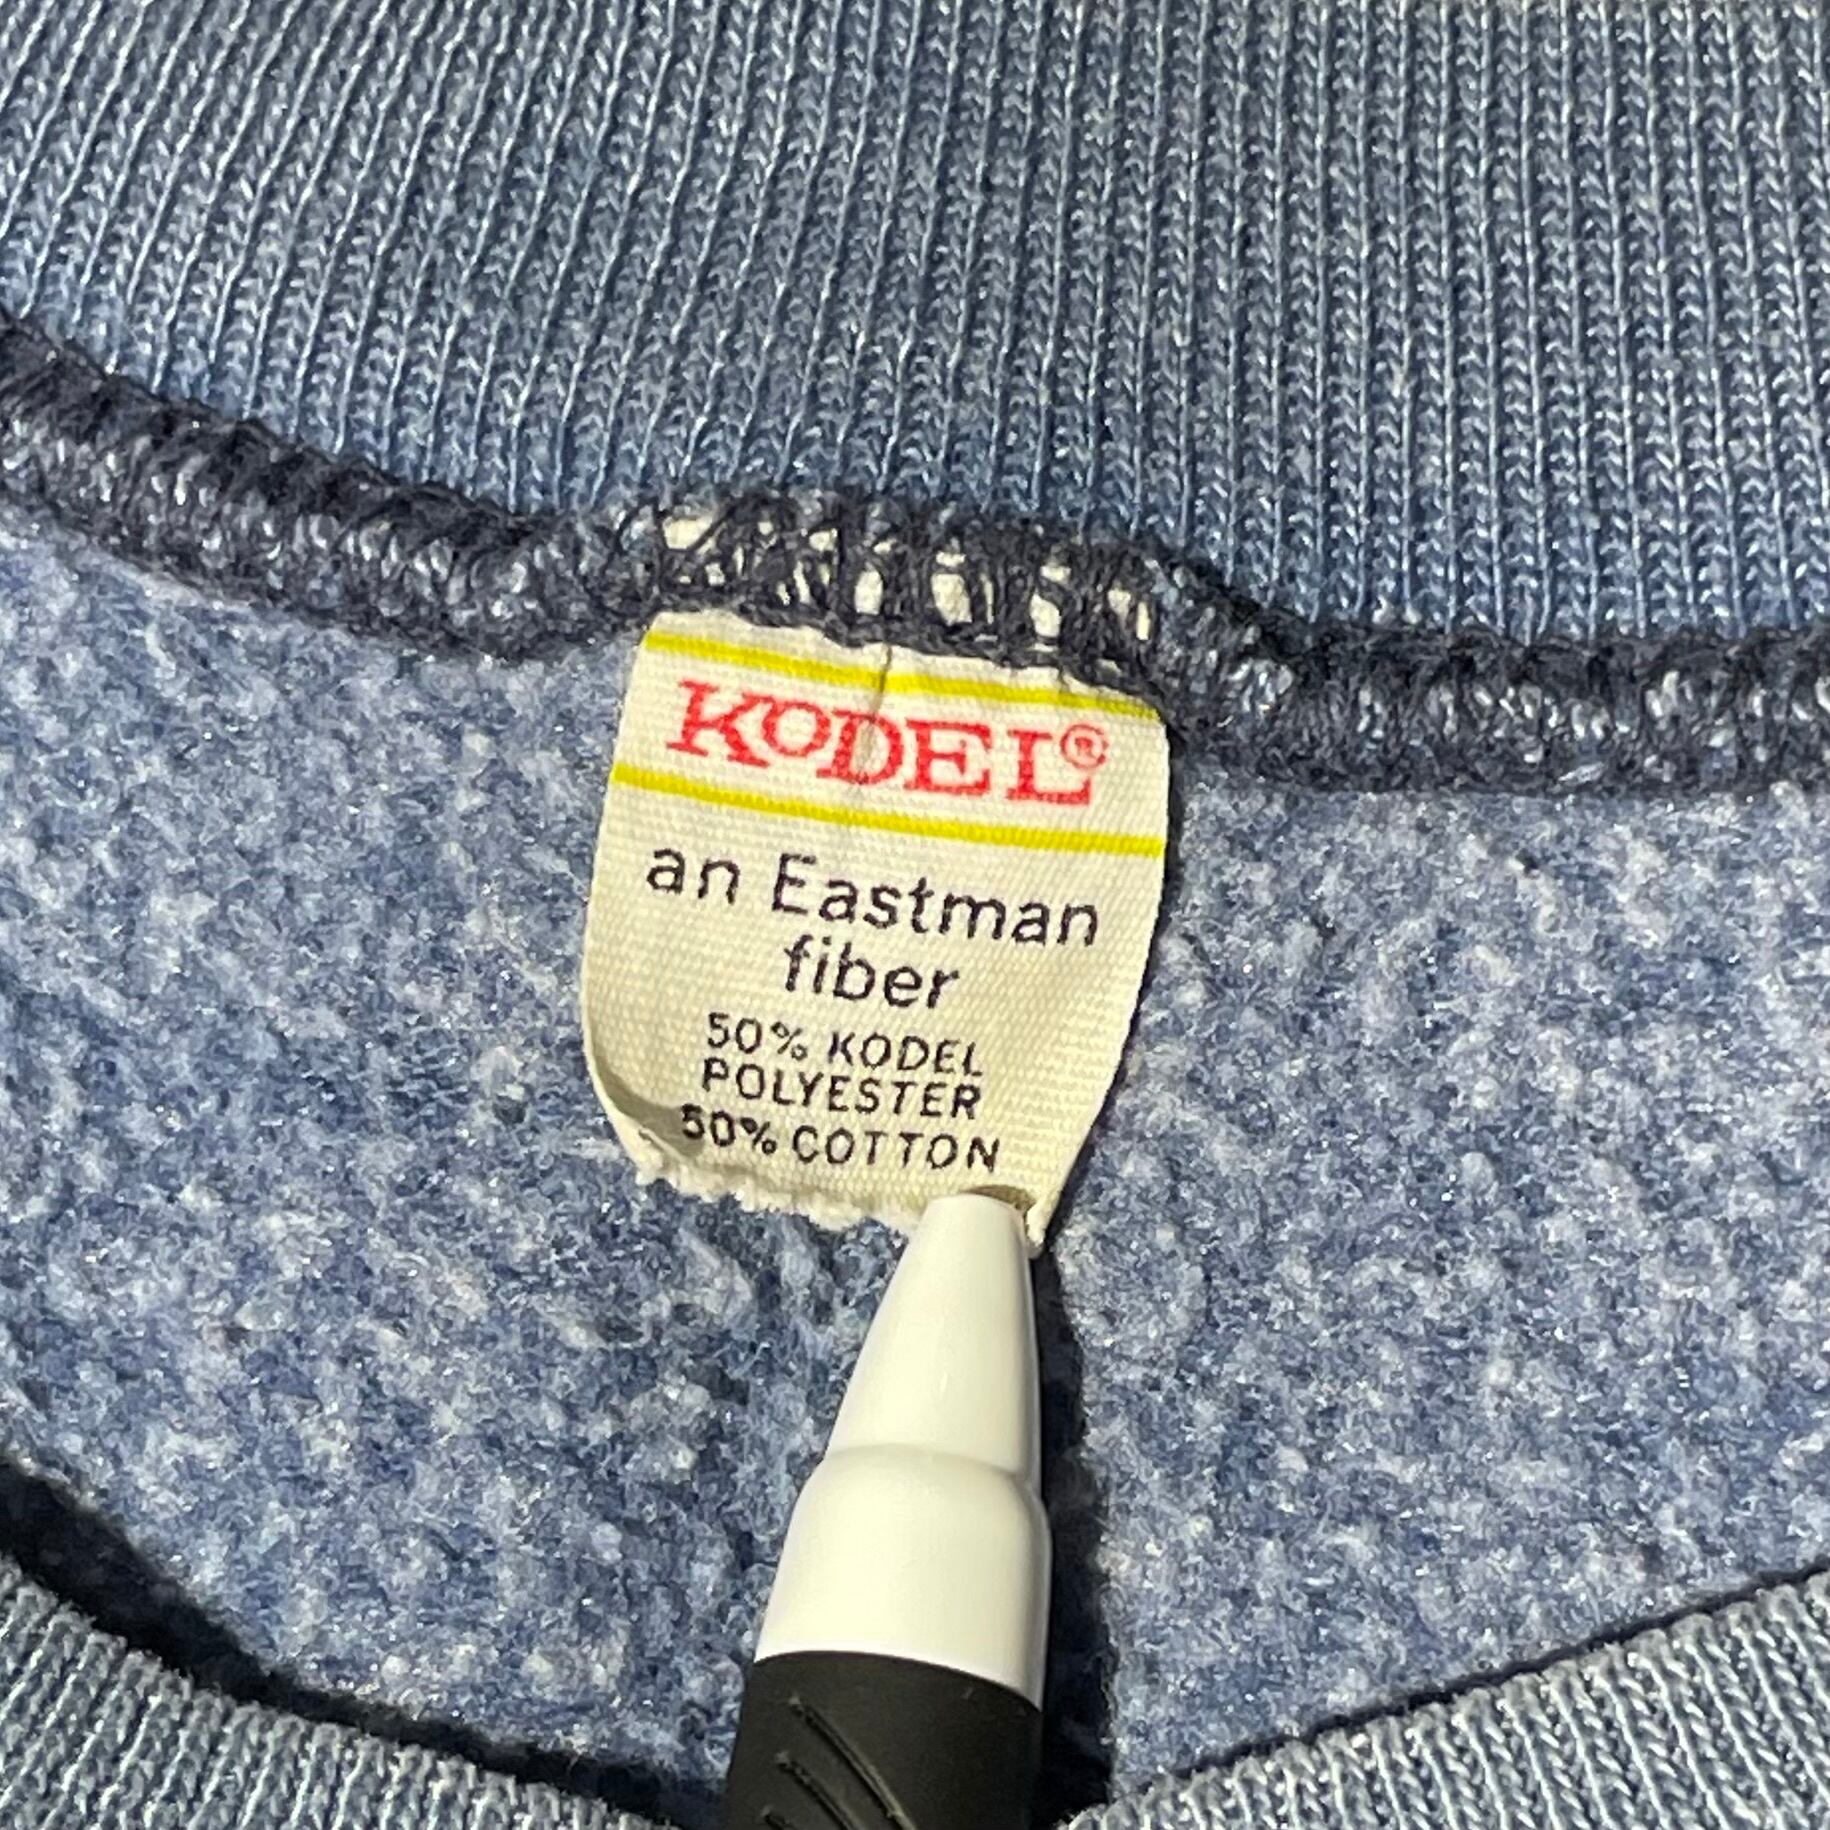 KODEL®
an Eastman
fiber
50% KODEL
POLYESTER
50% COTTON